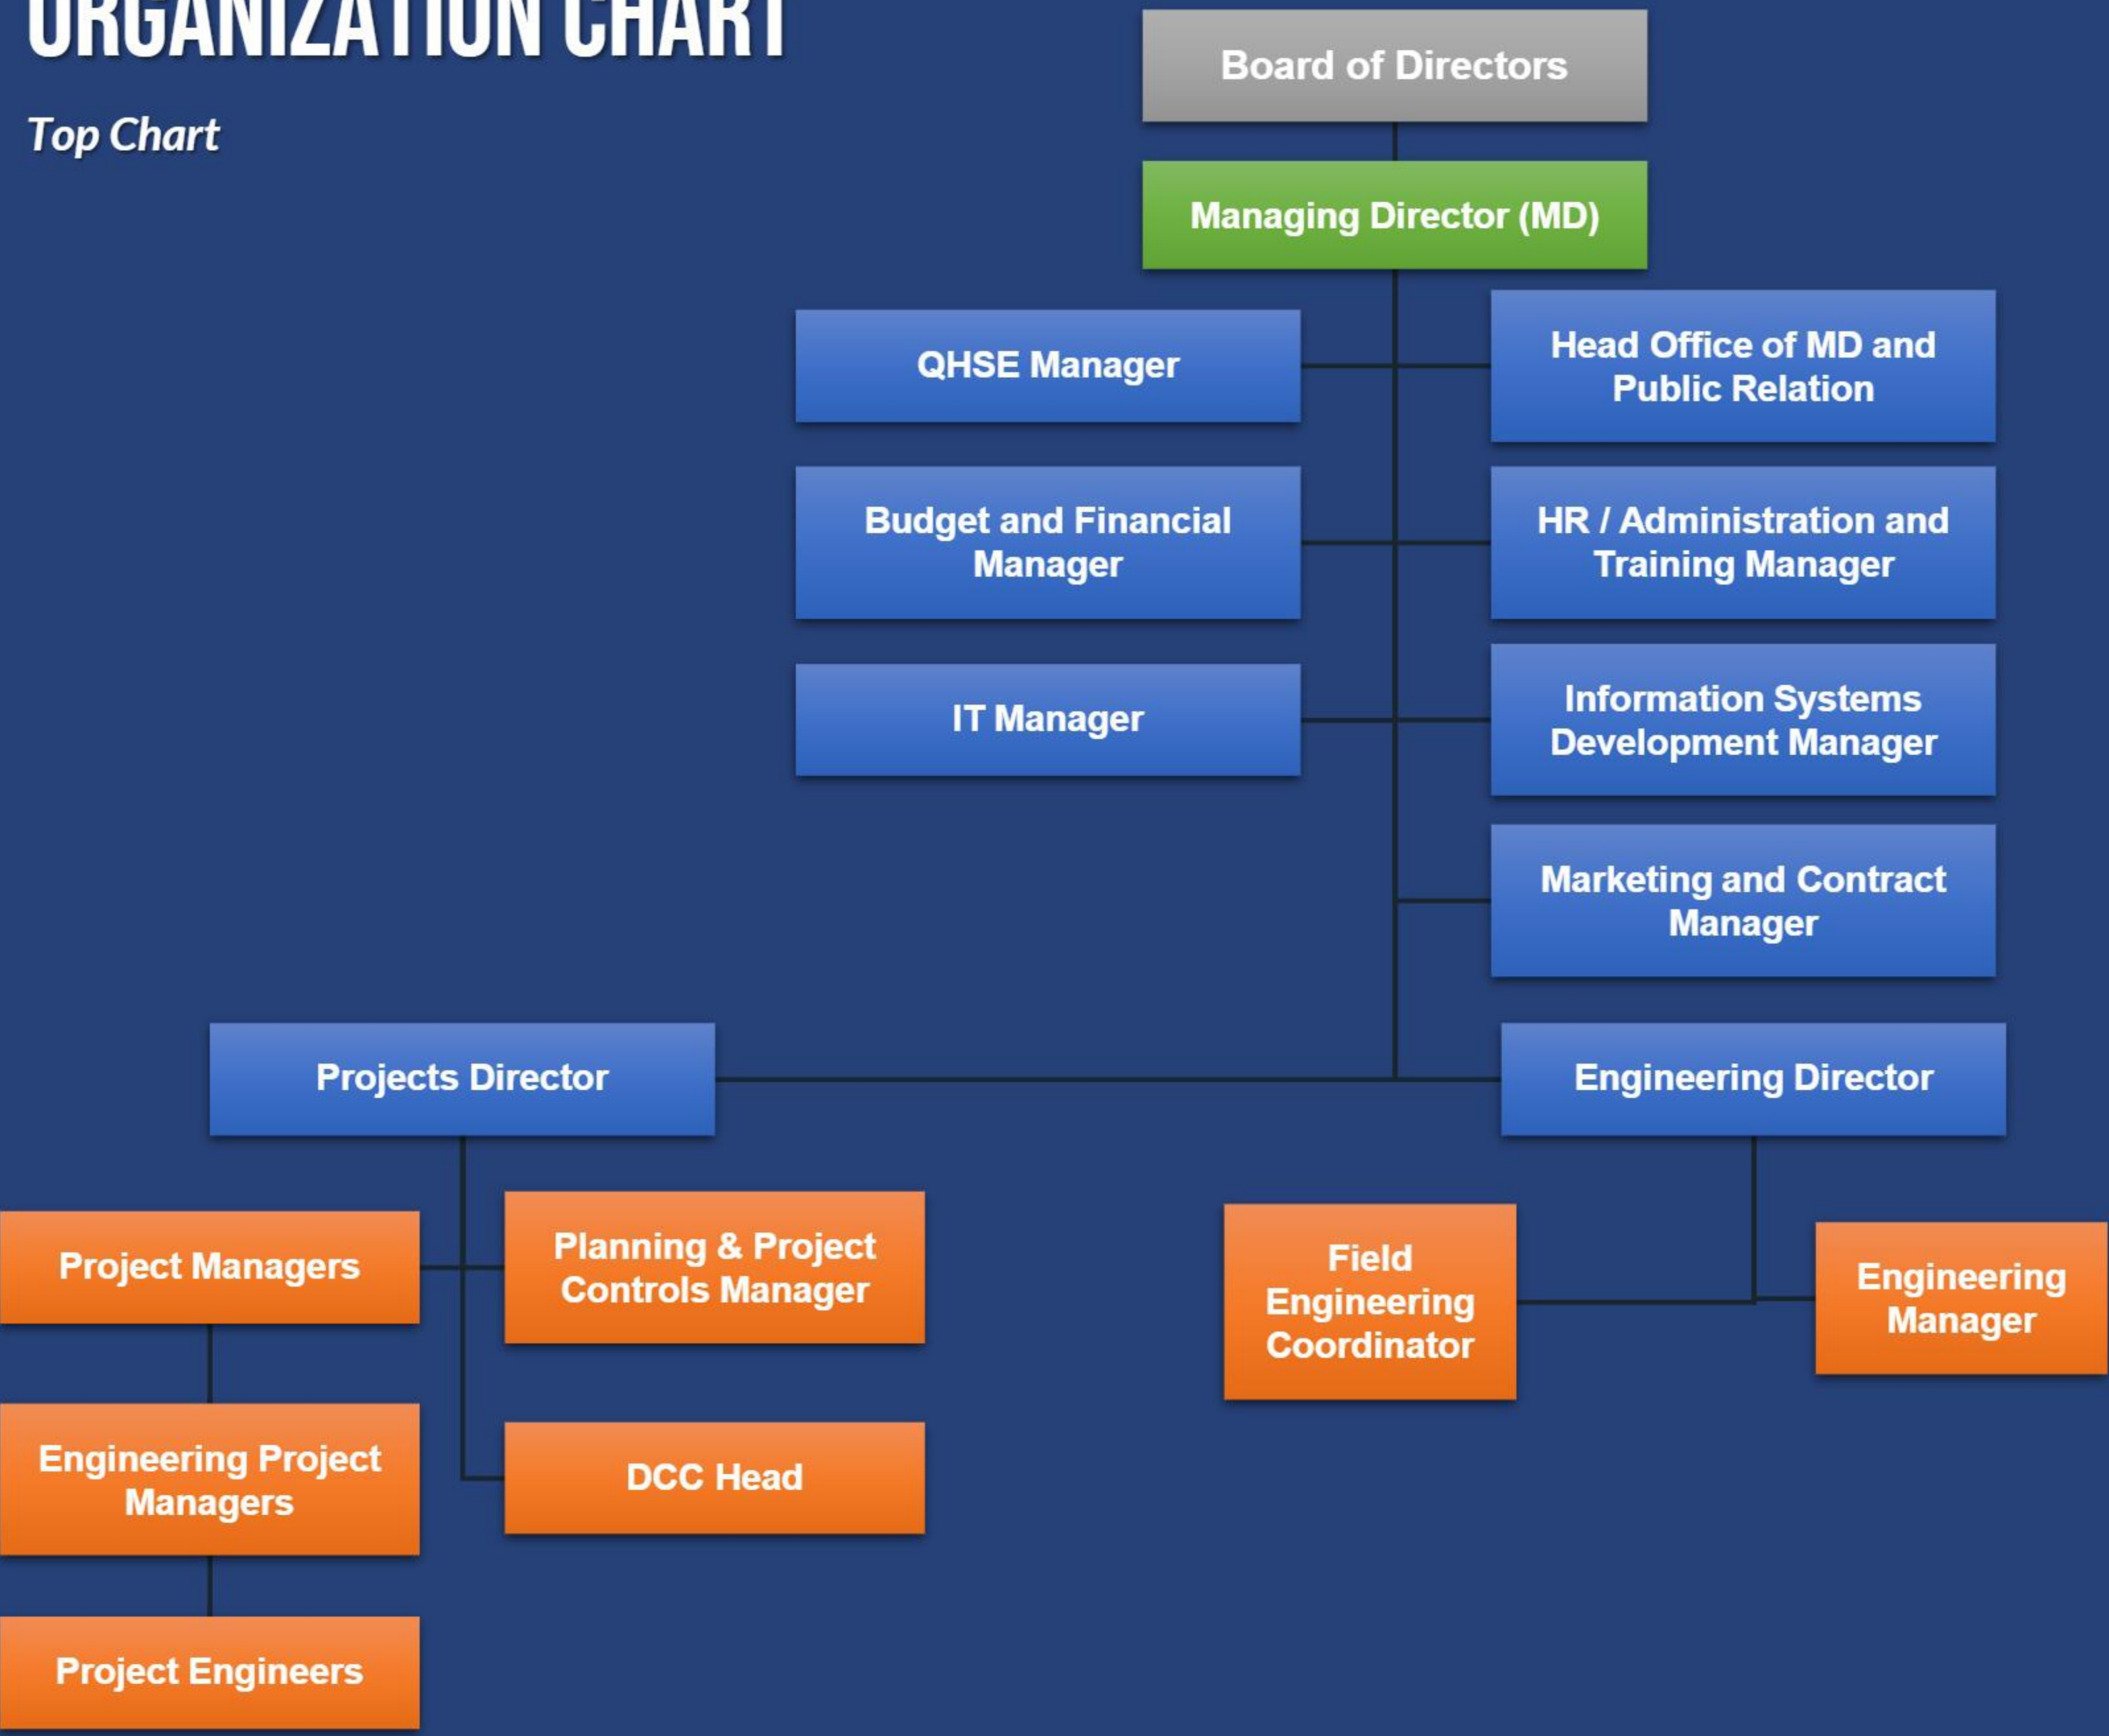 ORGANIZATION CHART
Top Chart
Board of Directors
Managing Director (MD)
QHSE Manager
Head Office of MD and
Public Relation
Budget and Financial
Manager
HR / Administration and
Training Manager
IT Manager
Information Systems
Development Manager
Marketing and Contract
Manager
Projects Director
Engineering Director
Project Managers
Planning & Project
Controls Manager
Field
Engineering
Coordinator
Engineering
Manager
Engineering Project
Managers
DCC Head
Project Engineers